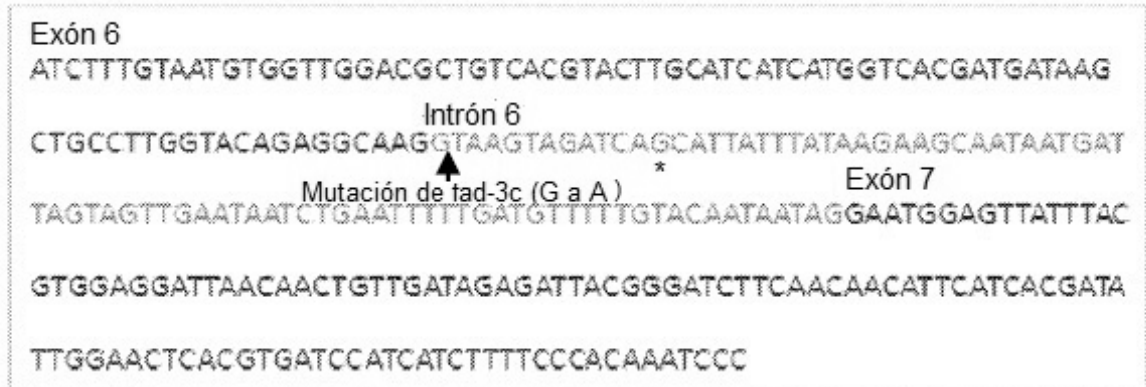 Exón 6
ATCTTTGTAATGTGGTTGGACGCTGTCACGTACTTGCATCATCATGGTCACGATGATAAG
Intrón 6
CTGCCTTGGTACAGAGGCAAGGTAAGTAGATCAGCATTATTTATAAGAAGCAATAATGAT
*
Mutación de tad-3c (G a A)
Exón 7
TAGTAGTTGAATAATCTGAATTTTTGATGTTTTTGTACAATAATAGGAATGGAGTTATTTAC
GTGGAGGATTAACAACTGTTGATAGAGATTACGGGATCTTCAACAACATTCATCACGATA
TTGGAACTCACGTGATCCATCATCTTTTCCCACAAATCCC